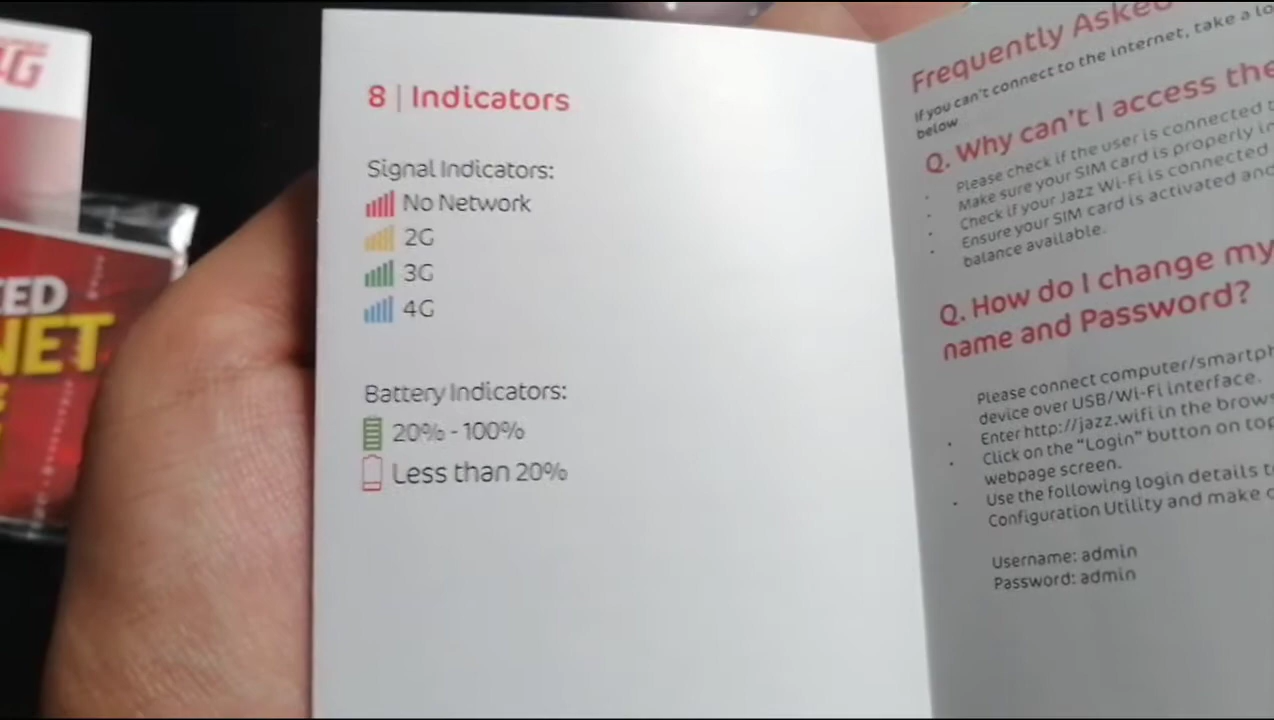 4G
ED
NET
8 | Indicators
Signal Indicators:
No Network
2G
3G
4G
Battery Indicators:
20% - 100%
Less than 20%
Frequently Asked
If you can't connect to the internet, take a
below
Q. Why can't I access the
Please check if the user is connected
Make sure your SIM card is properly
Check if your Jazz Wi-Fi is connected
Ensure your SIM card is activated and
balance available.
Q. How do I change my
name and Password?
Please connect computer/smartph
device over USB/Wi-Fi interface.
Enter http://jazz.wifi in the brow
Click on the "Login" button on top
webpage screen.
Use the following login details
Configuration Utility and make
Username: admin
Password: admin